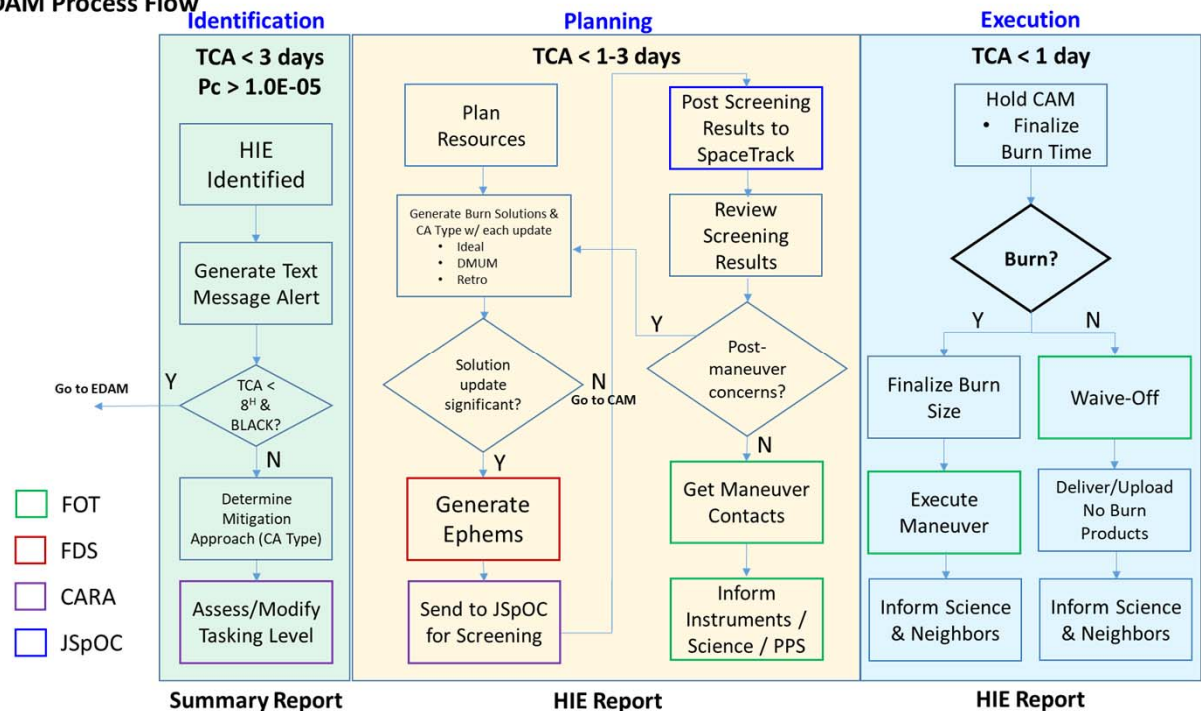 DAM Process Flow
Identification
TCA < 3 days
Pc > 1.0E-05
HIE
Identified
Generate Text
Message Alert
Go to EDAM
Y
TCA <
8H &
BLACK?
N
Determine
Mitigation
Approach (CA Type)
Assess/Modify
Tasking Level
Summary Report
FOT
FDS
CARA
JSpOC
Planning
TCA < 1-3 days
Plan
Resources
Generate Burn Solutions &
CA Type w/ each update
• Ideal
• DMUM
• Retro
Solution
update
significant?
N
Go to CAM
Y
Generate
Ephems
Send to JSpOC
for Screening
Post Screening
Results to
SpaceTrack
Review
Screening
Results
Y
Post-
maneuver
concerns?
N
Get Maneuver
Contacts
Inform
Instruments /
Science / PPS
HIE Report
Execution
TCA < 1 day
Hold CAM
• Finalize
Burn Time
Burn?
Y
N
Finalize Burn
Size
Execute
Maneuver
Inform Science
& Neighbors
Waive-Off
Deliver/Upload
No Burn
Products
Inform Science
& Neighbors
HIE Report